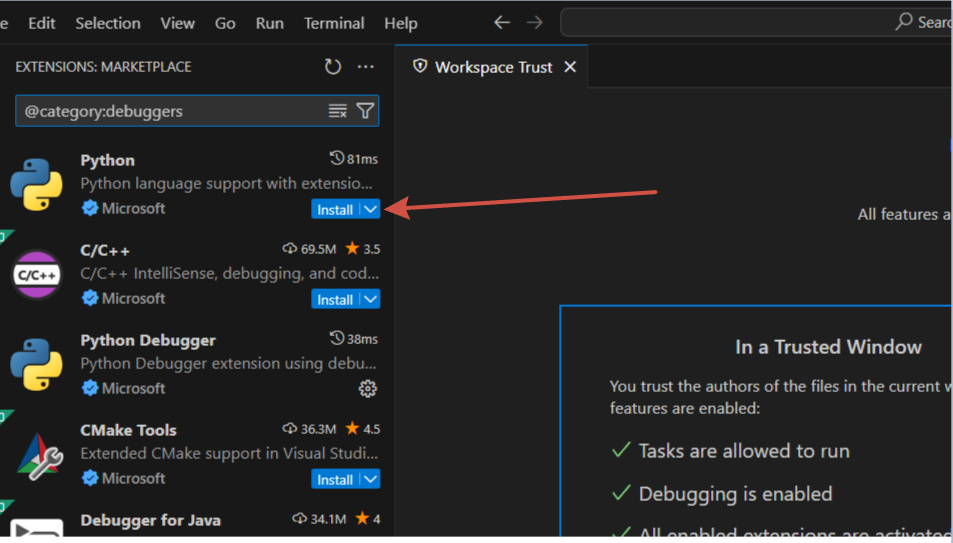 e Edit Selection View Go Run Terminal Help
EXTENSIONS: MARKETPLACE
Workspace Trust
@category:debuggers
Python 81ms
Python language support with extensio...
Microsoft Install
C/C++ 69.5M 3.5
C/C++
C/C++ IntelliSense, debugging, and cod...
Microsoft Install
Python Debugger 38ms
Python Debugger extension using debu...
Microsoft
CMake Tools 36.3M 4.5
Extended CMake support in Visual Studi...
Microsoft Install
Debugger for Java 34.1M 4
Sear
All features a
In a Trusted Window
You trust the authors of the files in the current w
features are enabled:
Tasks are allowed to run
Debugging is enabled
All enabled extensions are activated